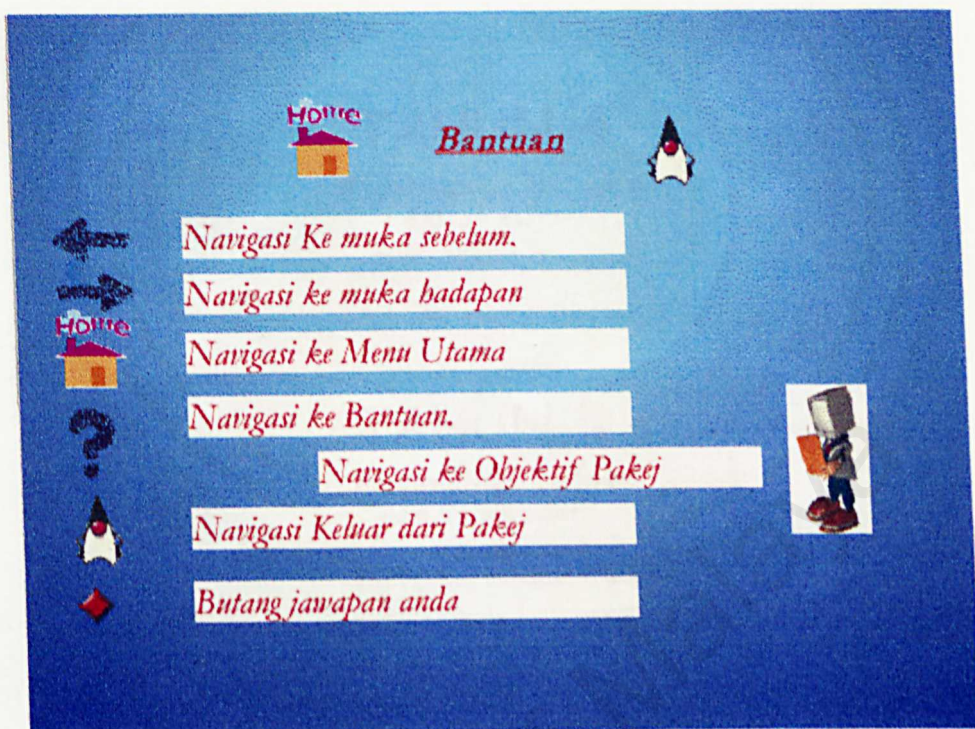 Home
Bantuan
Navigasi Ke muka sebelum.
Navigasi ke muka hadapan
Home
Navigasi ke Menu Utama
?
Navigasi ke Bantuan.
Navigasi ke Objektif Pakej
Navigasi Keluar dari Pakej
Butang jawapan anda